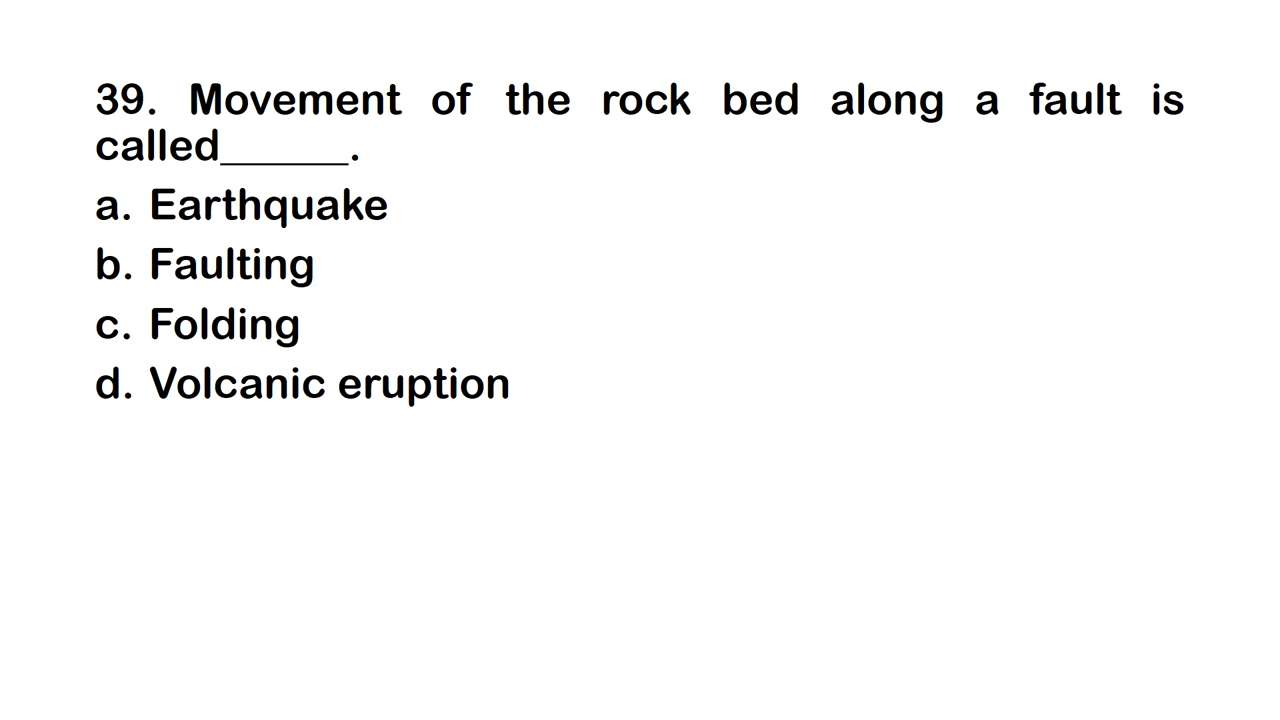 39. Movement of the rock bed along a fault is
called______.
a. Earthquake
b. Faulting
c. Folding
d. Volcanic eruption